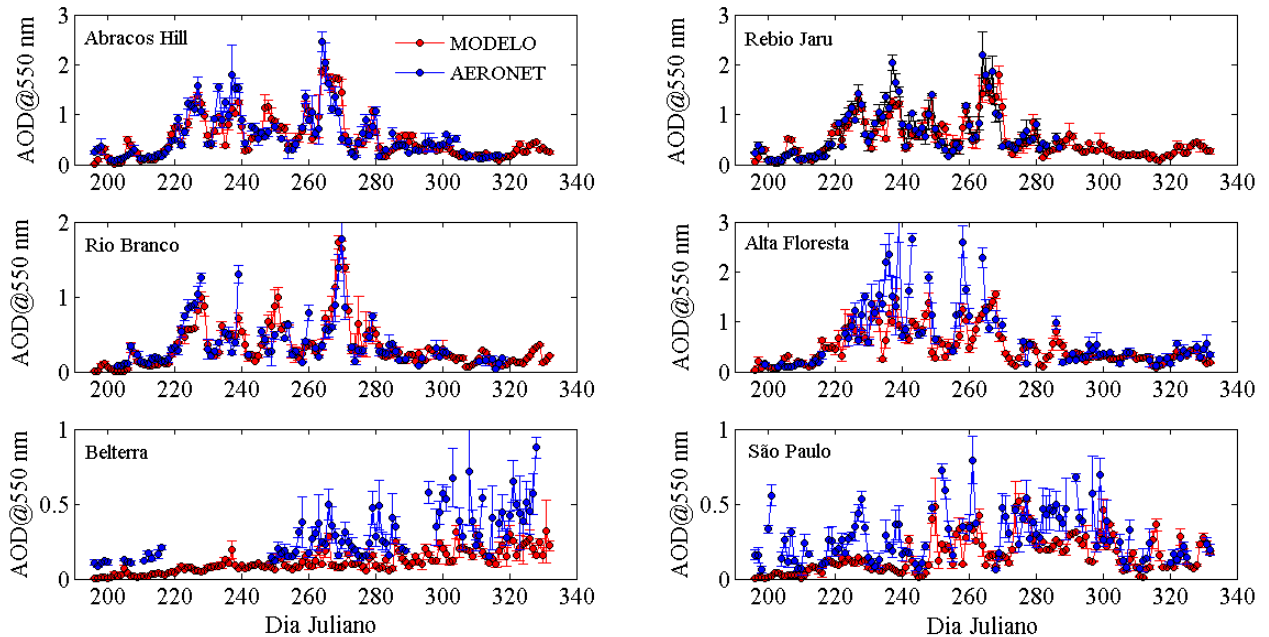 Abracos Hill
MODELO
AERONET
AOD@550 nm
3
2
1
0
200 220 240 260 280 300 320 340
Rebio Jaru
AOD@550 nm
3
2
1
0
200 220 240 260 280 300 320 340
Rio Branco
AOD@550 nm
2
1
0
200 220 240 260 280 300 320 340
Alta Floresta
AOD@550 nm
3
2
1
0
200 220 240 260 280 300 320 340
Belterra
AOD@550 nm
1
0.5
0
200 220 240 260 280 300 320 340
Dia Juliano
São Paulo
AOD@550 nm
1
0.5
0
200 220 240 260 280 300 320 340
Dia Juliano